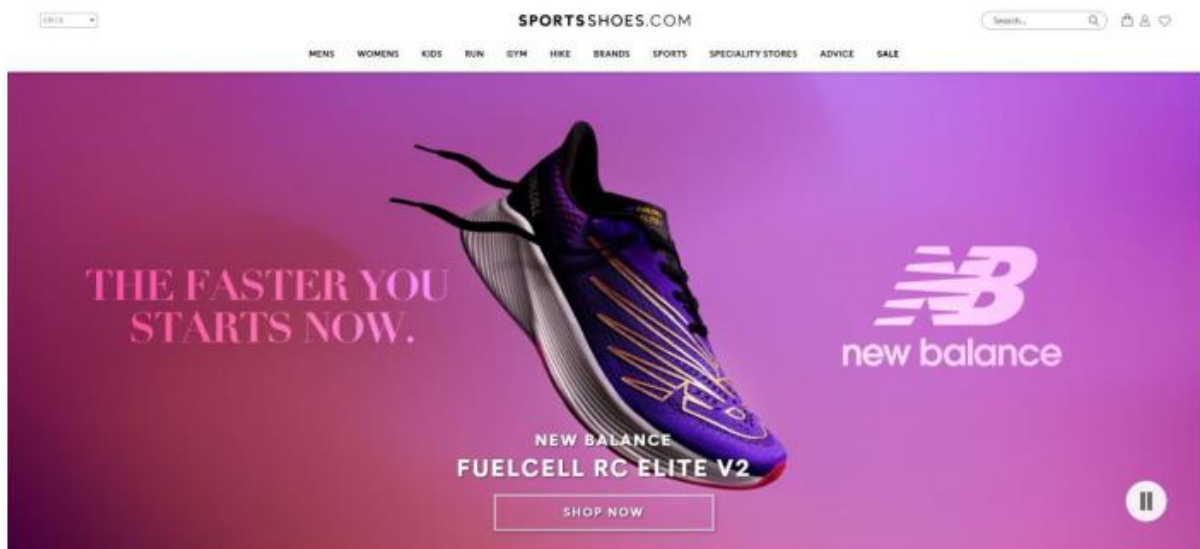 SPORTSSHOES.COM
Search...
MENS WOMENS KIDS RUN GYM HIKE BRANDS SPORTS SPECIALITY STORES ADVICE SALE
THE FASTER YOU
STARTS NOW.
NB
new balance
NEW BALANCE
FUELCELL RC ELITE V2
SHOP NOW